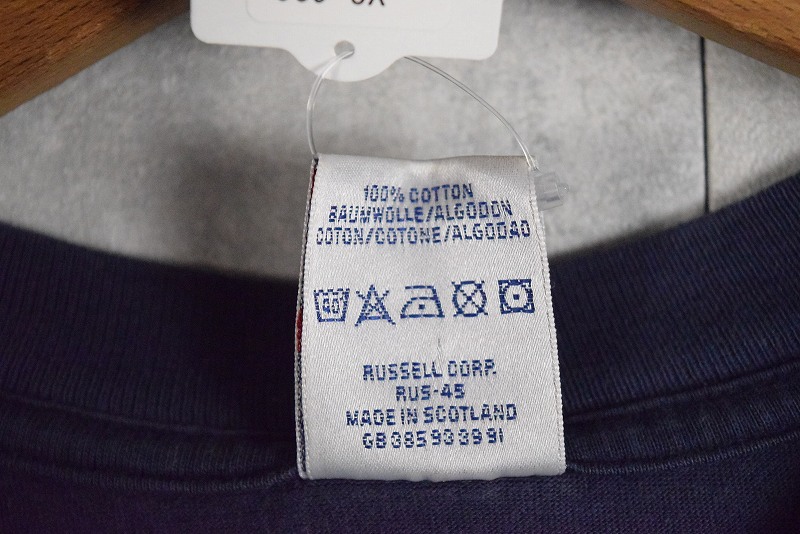 100% COTTON
BAUMWOLLE/ALGODON
COTON/COTONE/ALGODAO
40
RUSSELL CORP.
RUS-45
MADE IN SCOTLAND
GB 385 93 39 91